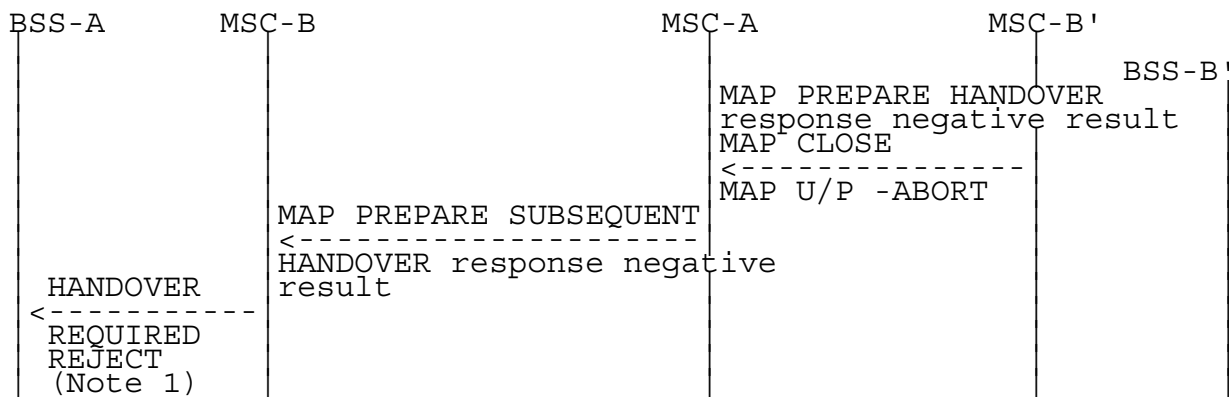 BSS-A MSC-B MSC-A MSC-B'
BSS-B'
MAP PREPARE HANDOVER
response negative result
MAP CLOSE
MAP U/P -ABORT
MAP PREPARE SUBSEQUENT
HANDOVER response negative
result
HANDOVER
REQUIRED
REJECT
(Note 1)